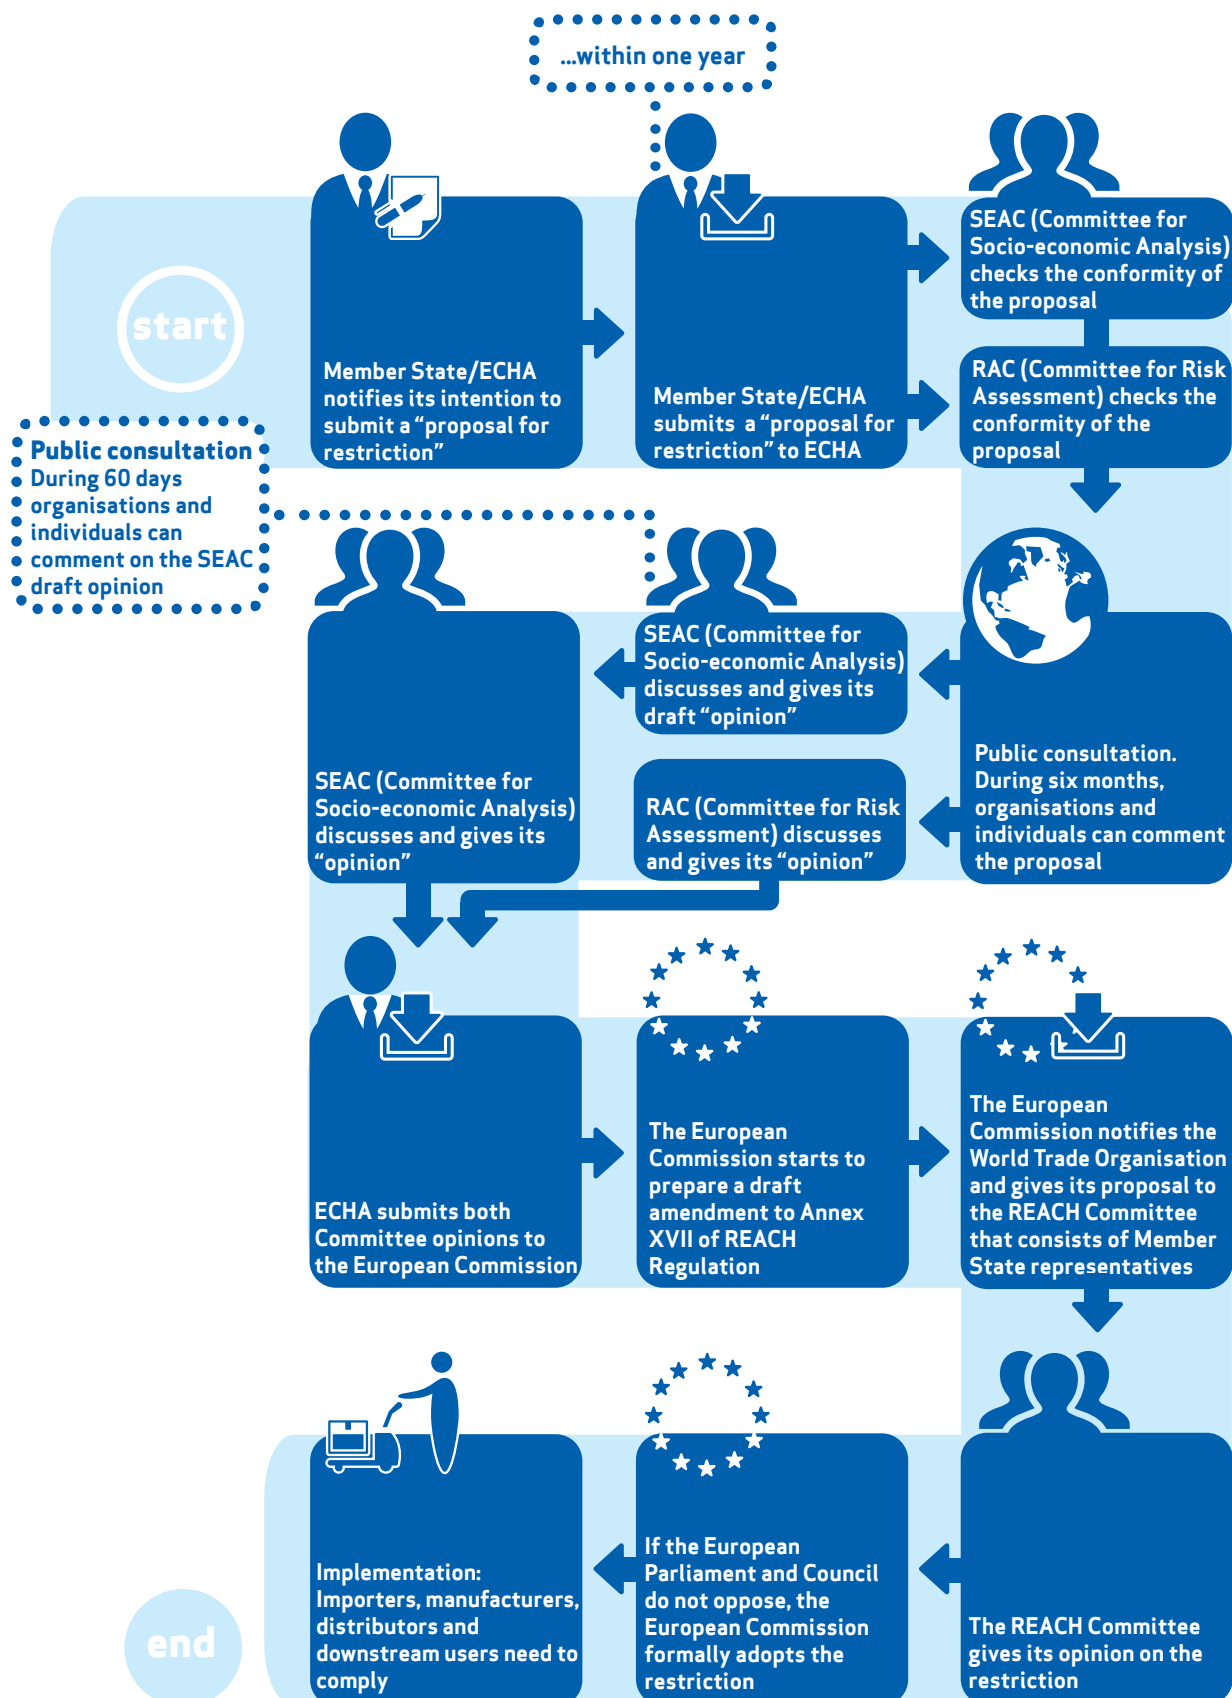 ...within one year
start
Member State/ECHA
notifies its intention to
submit a “proposal for
restriction”
Member State/ECHA
submits a “proposal for
restriction” to ECHA
SEAC (Committee for
Socio-economic Analysis)
checks the conformity of
the proposal
RAC (Committee for Risk
Assessment) checks the
conformity of the
proposal
Public consultation
During 60 days
organisations and
individuals can
comment on the SEAC
draft opinion
Public consultation.
During six months,
organisations and
individuals can comment
the proposal
SEAC (Committee for
Socio-economic Analysis)
discusses and gives its
draft “opinion”
RAC (Committee for Risk
Assessment) discusses
and gives its “opinion”
SEAC (Committee for
Socio-economic Analysis)
discusses and gives its
“opinion”
ECHA submits both
Committee opinions to
the European Commission
The European
Commission starts to
prepare a draft
amendment to Annex
XVII of REACH
Regulation
The European
Commission notifies the
World Trade Organisation
and gives its proposal to
the REACH Committee
that consists of Member
State representatives
The REACH Committee
gives its opinion on the
restriction
If the European
Parliament and Council
do not oppose, the
European Commission
formally adopts the
restriction
Implementation:
Importers, manufacturers,
distributors and
downstream users need to
comply
end